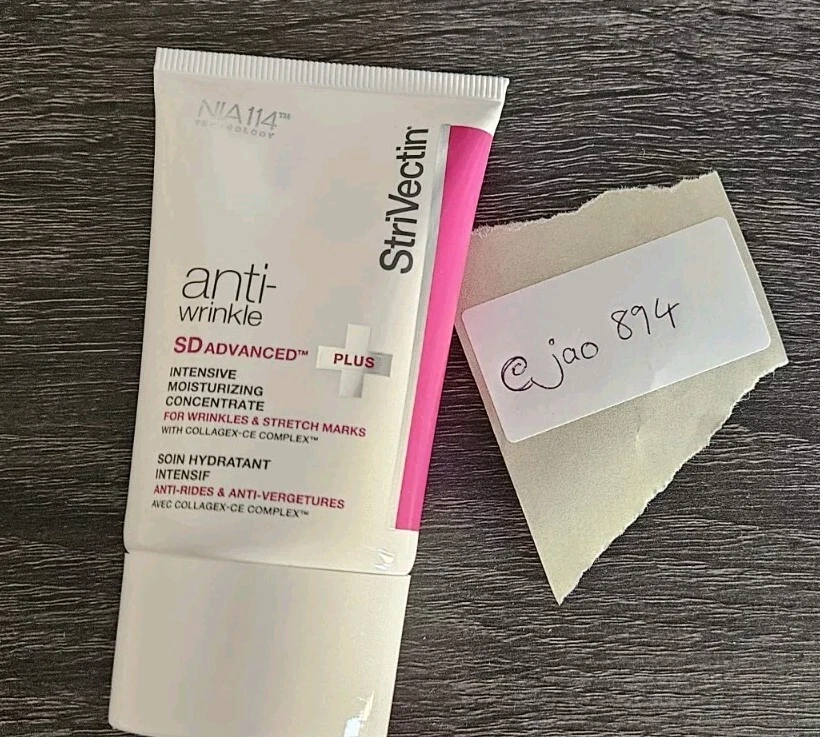 NIA114™
TECHNOLOGY
StriVectin®
anti-
wrinkle
SD ADVANCED™ PLUS
INTENSIVE
MOISTURIZING
CONCENTRATE
FOR WRINKLES & STRETCH MARKS
WITH COLLAGEX-CE COMPLEX™
SOIN HYDRATANT
INTENSIF
ANTI-RIDES & ANTI-VERGETURES
AVEC COLLAGEX-CE COMPLEX™
@jao 894